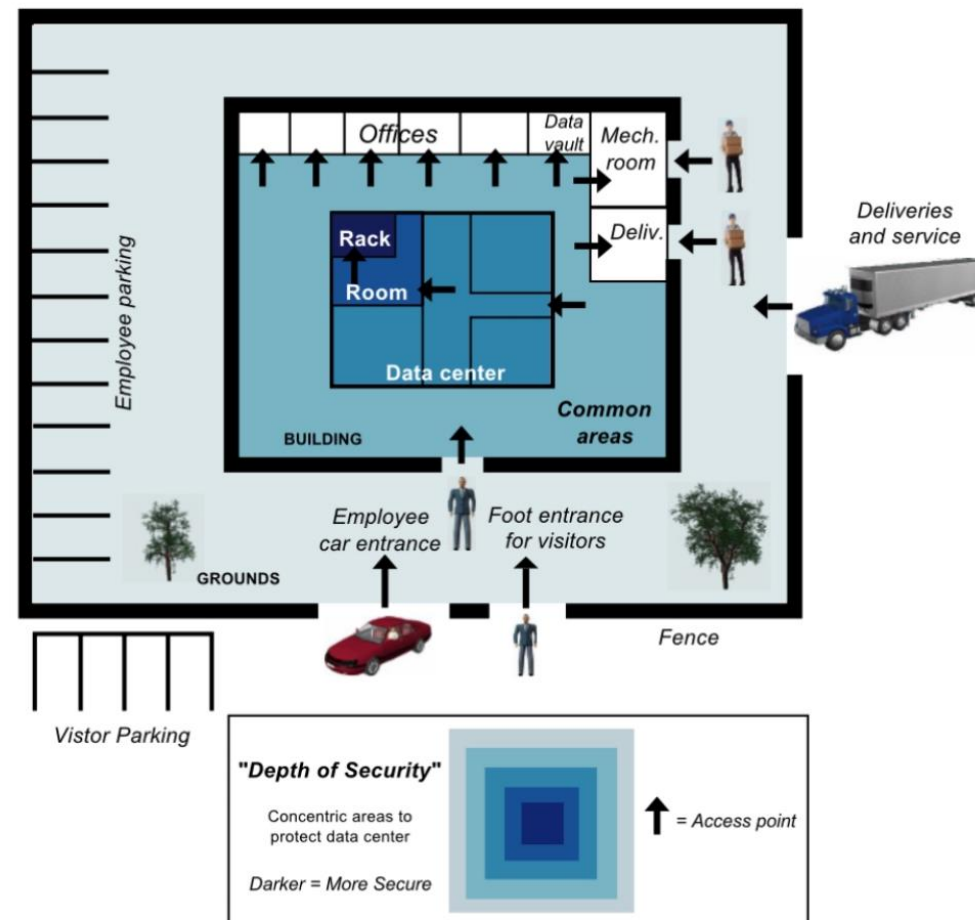 Offices
Data
vault
Mech.
room
Deliv.
Deliveries
and service
Employee parking
Rack
Room
Data center
Common
areas
BUILDING
Employee
car entrance
Foot entrance
for visitors
GROUNDS
Fence
Vistor Parking
"Depth of Security"
Concentric areas to
protect data center
Darker = More Secure
= Access point